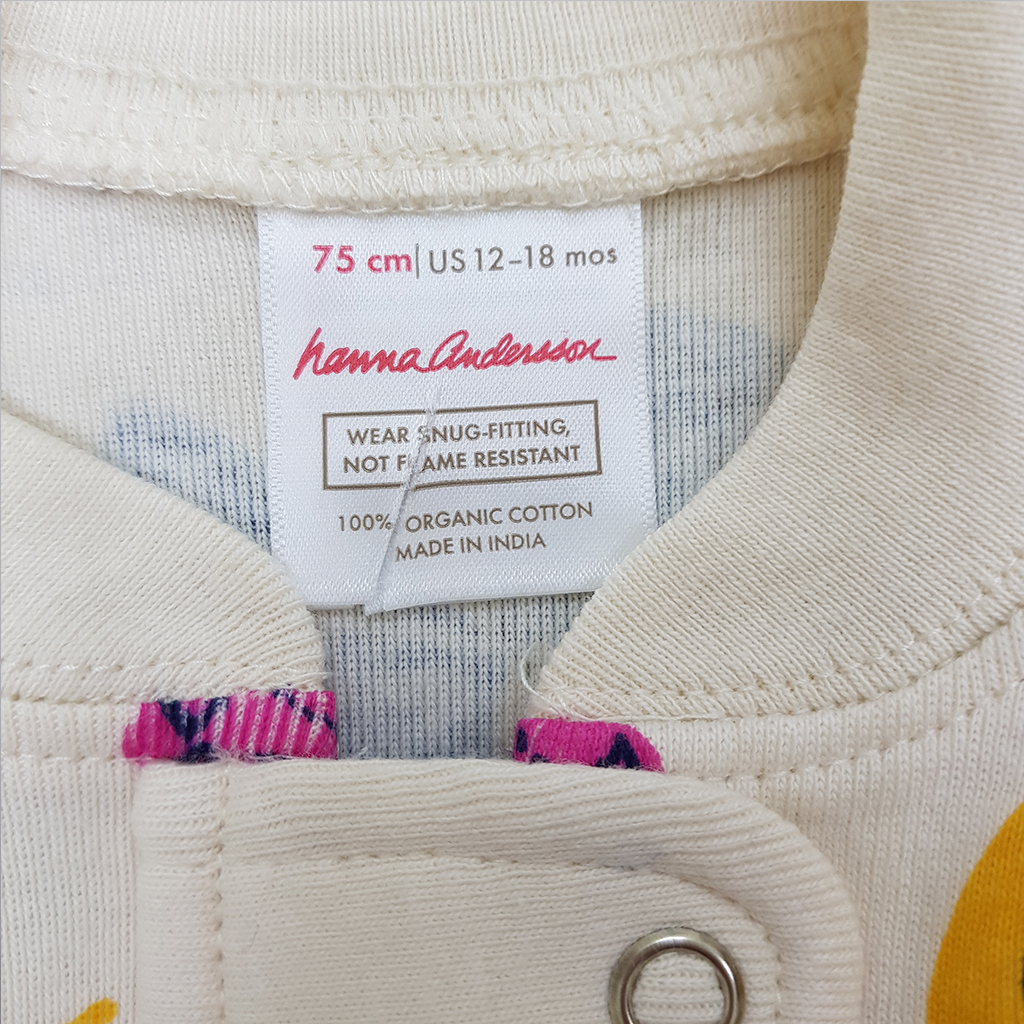 75 cm | US 12-18 mos
hanna Andersson
WEAR SNUG-FITTING,
NOT FLAME RESISTANT
100% ORGANIC COTTON
MADE IN INDIA